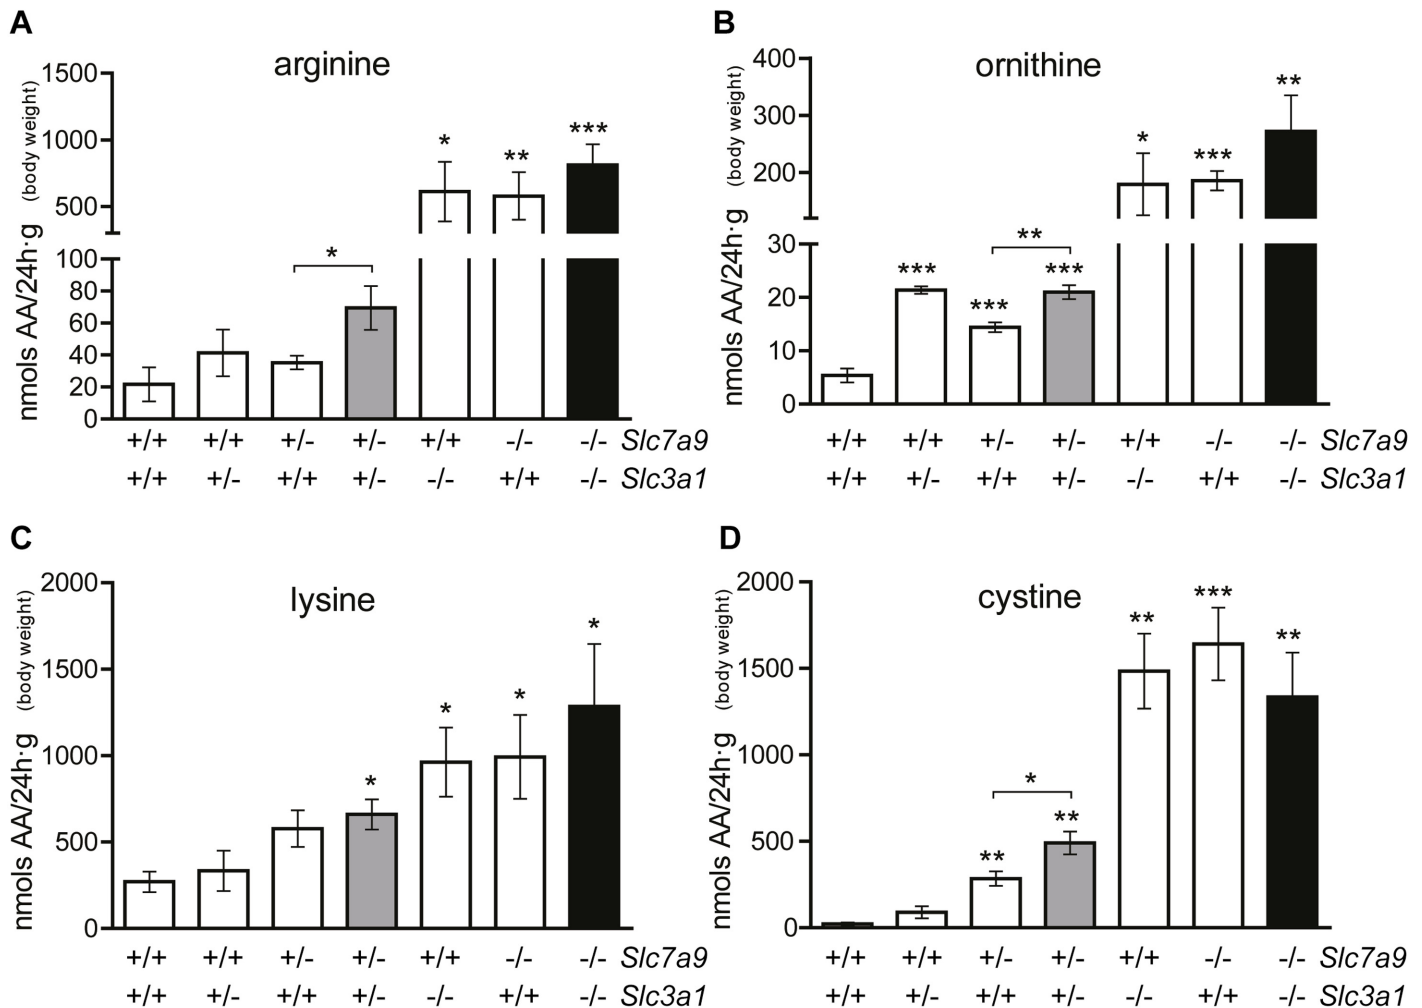 A
arginine
nmols AA/24h·g (body weight)
1500
1000
500
100
80
60
40
20
0
*
*
**
***
+/+ +/+ +/- +/- +/+ -/- -/- Slc7a9
+/+ +/- +/+ +/- -/- +/+ -/- Slc3a1
B
ornithine
nmols AA/24h·g (body weight)
400
300
200
30
20
10
0
***
***
**
***
*
***
**
+/+ +/+ +/- +/- +/+ -/- -/- Slc7a9
+/+ +/- +/+ +/- -/- +/+ -/- Slc3a1
C
lysine
nmols AA/24h·g (body weight)
2000
1500
1000
500
0
*
*
*
*
+/+ +/+ +/- +/- +/+ -/- -/- Slc7a9
+/+ +/- +/+ +/- -/- +/+ -/- Slc3a1
D
cystine
nmols AA/24h·g (body weight)
2000
1500
1000
500
0
**
*
**
**
***
**
+/+ +/+ +/- +/- +/+ -/- -/- Slc7a9
+/+ +/- +/+ +/- -/- +/+ -/- Slc3a1